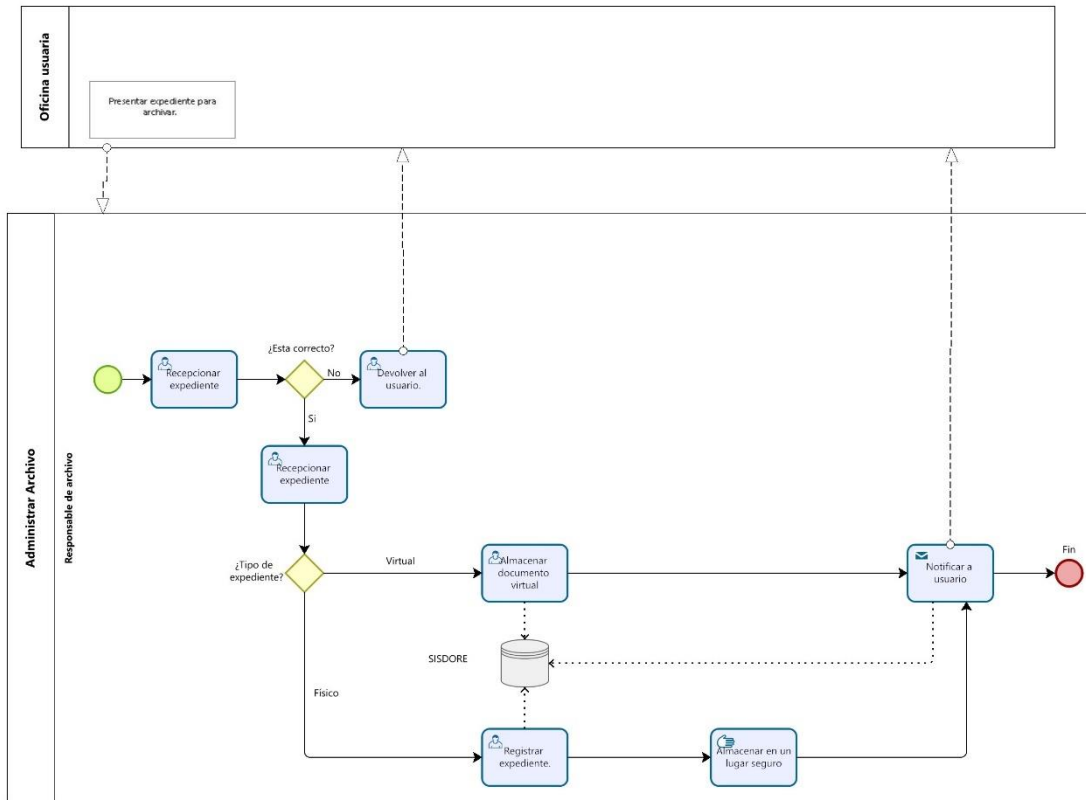 Oficina usuaria
Presentar expediente para
archivar.
Administrar Archivo
Responsable de archivo
¿Esta correcto?
Recepcionar
expediente
No
Devolver al
usuario.
Si
Recepcionar
expediente
¿Tipo de
expediente?
Virtual
Almacenar
documento
virtual
Notificar a
usuario
Fin
SISDORE
Fisico
Registrar
expediente.
Almacenar en un
lugar seguro